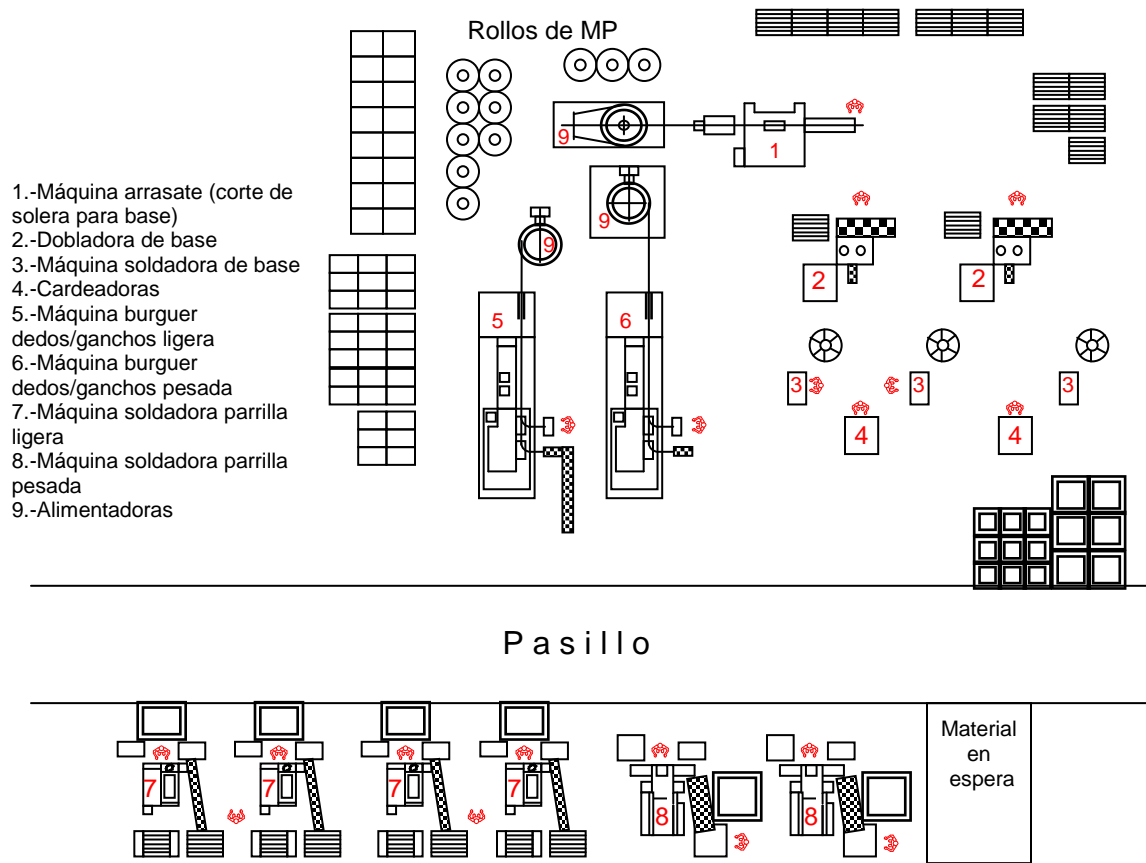 Rollos de MP
9
1
1.-Máquina arrasate (corte de
solera para base)
2.-Dobladora de base
3.-Máquina soldadora de base
4.-Cardeadoras
5.-Máquina burguer
dedos/ganchos ligera
6.-Máquina burguer
dedos/ganchos pesada
7.-Máquina soldadora parrilla
ligera
8.-Máquina soldadora parrilla
pesada
9.-Alimentadoras
9
9
2
2
5
6
3
3
3
4
4
Pasillo
Material
en
espera
7
7
7
7
8
8